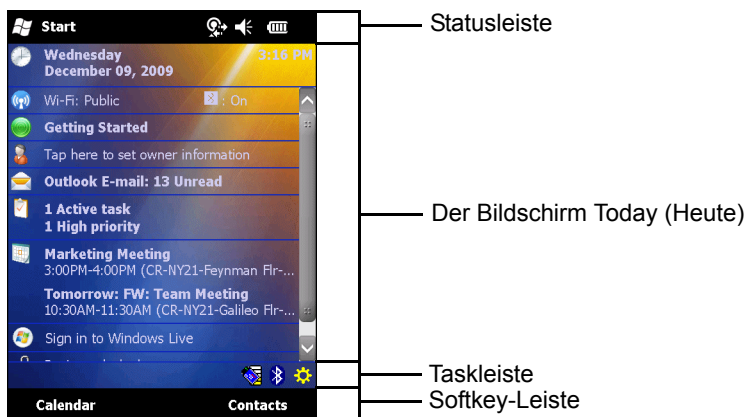 Start
Statusleiste
Wednesday 3:16 PM
December 09, 2009
Wi-Fi: Public : On
Getting Started
Tap here to set owner information
Outlook E-mail: 13 Unread
1 Active task
1 High priority
Der Bildschirm Today (Heute)
Marketing Meeting
3:00PM-4:00PM (CR-NY21-Feynman Flr-...
Tomorrow: FW: Team Meeting
10:30AM-11:30AM (CR-NY21-Galileo Flr-...
Sign in to Windows Live
Taskleiste
Calendar Contacts
Softkey-Leiste